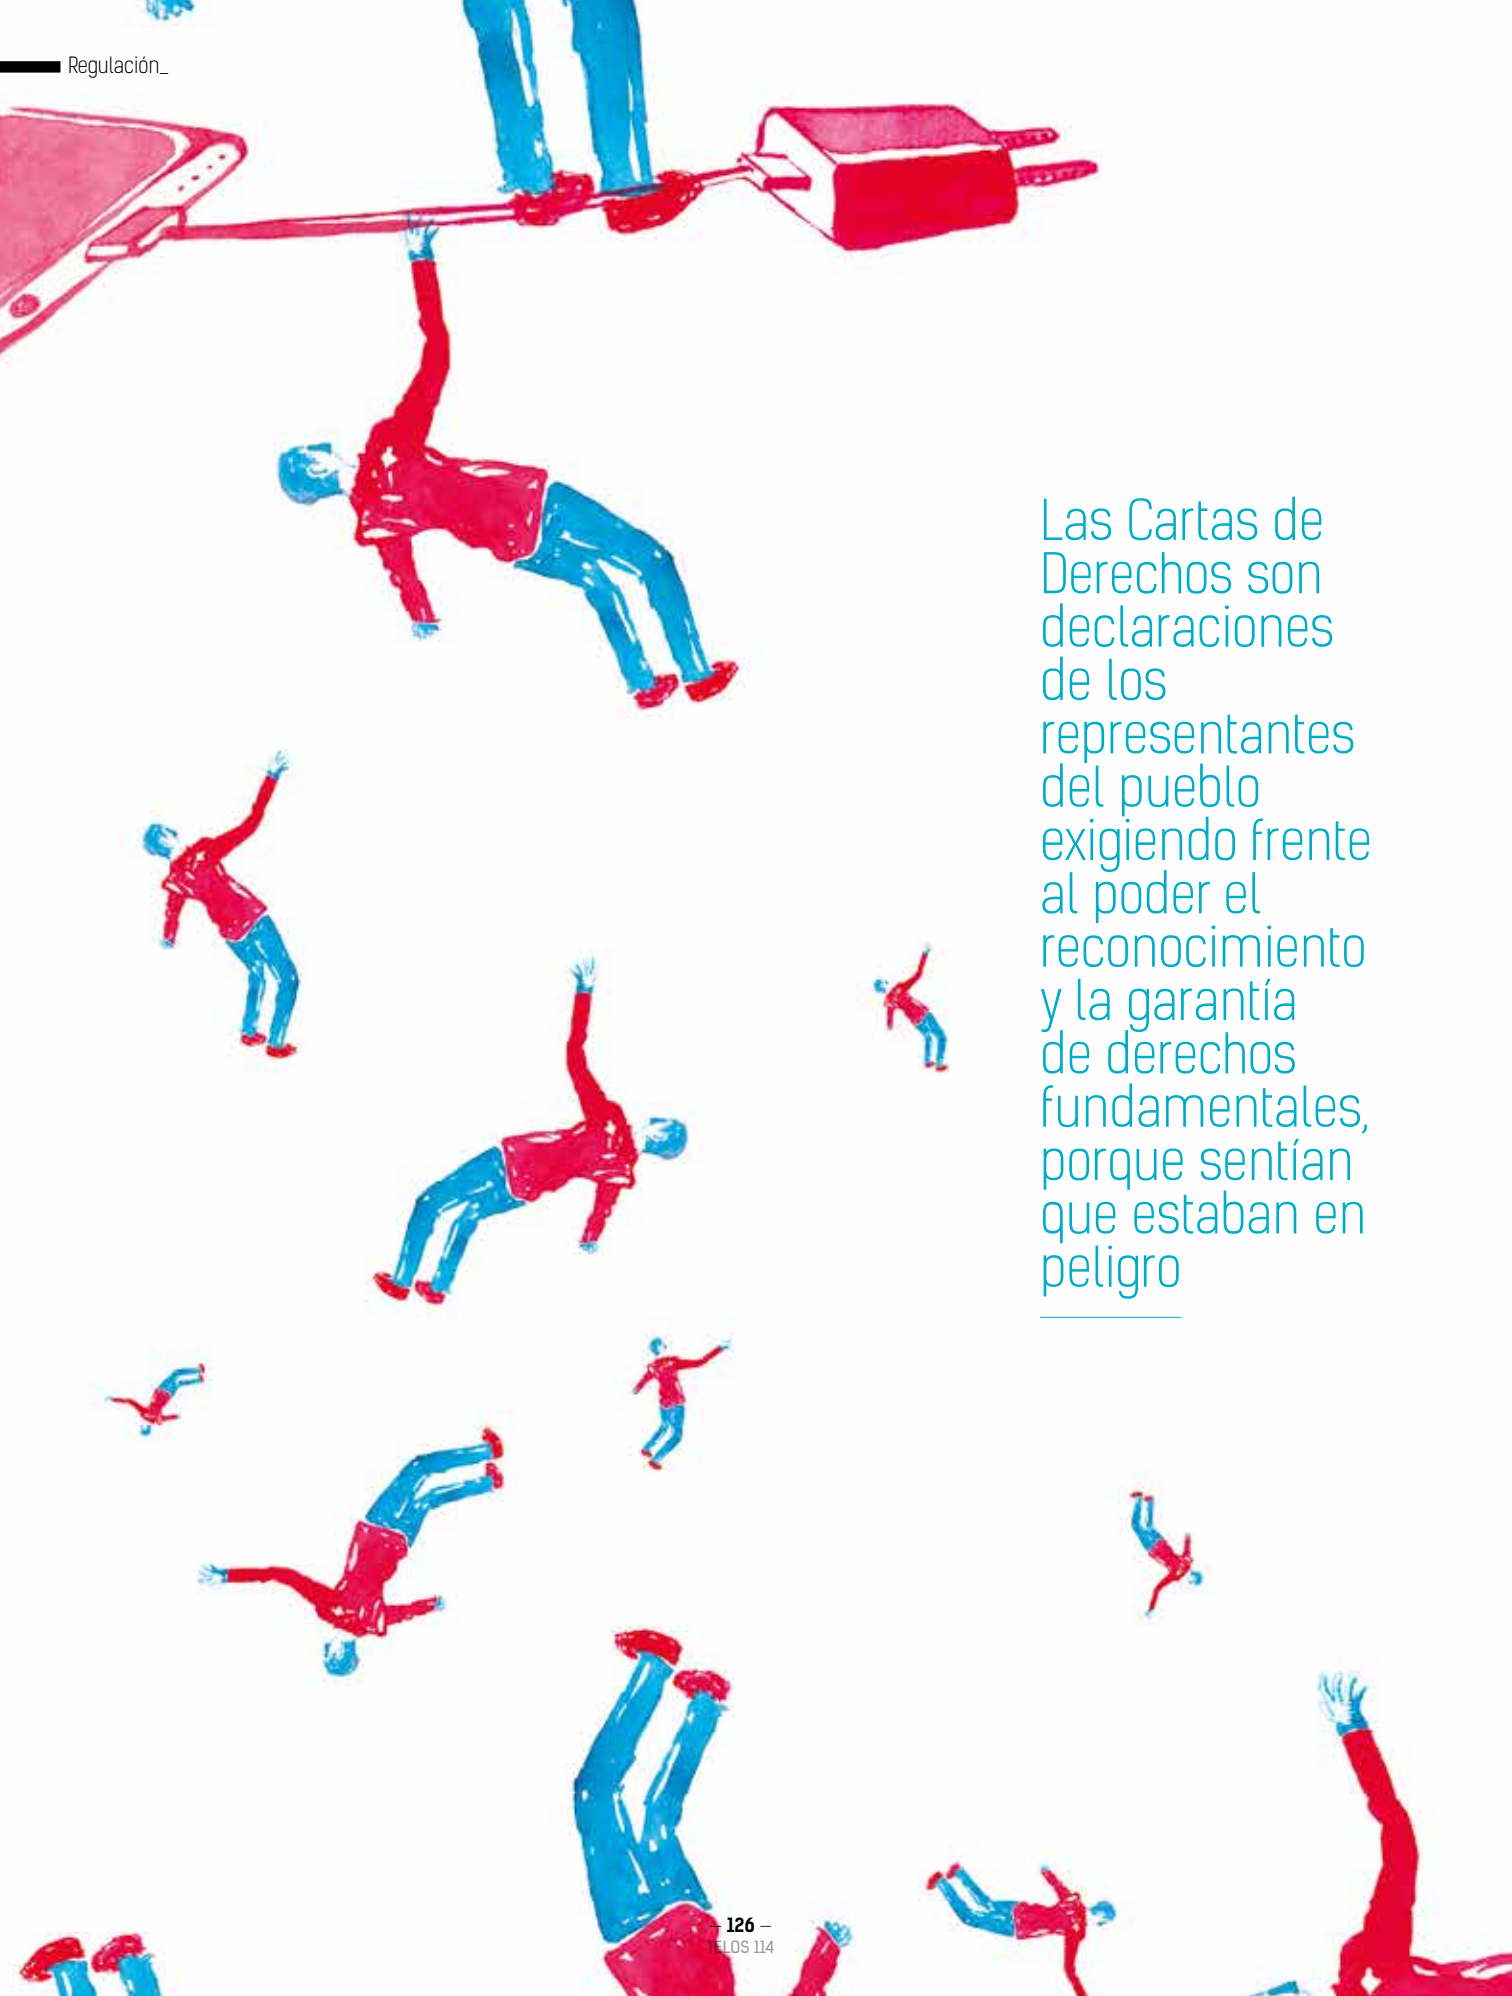 Regulación_
Las Cartas de
Derechos son
declaraciones
de los
representantes
del pueblo
exigiendo frente
al poder el
reconocimiento
y la garantía
de derechos
fundamentales,
porque sentían
que estaban en
peligro
– 126 –
TELOS 114